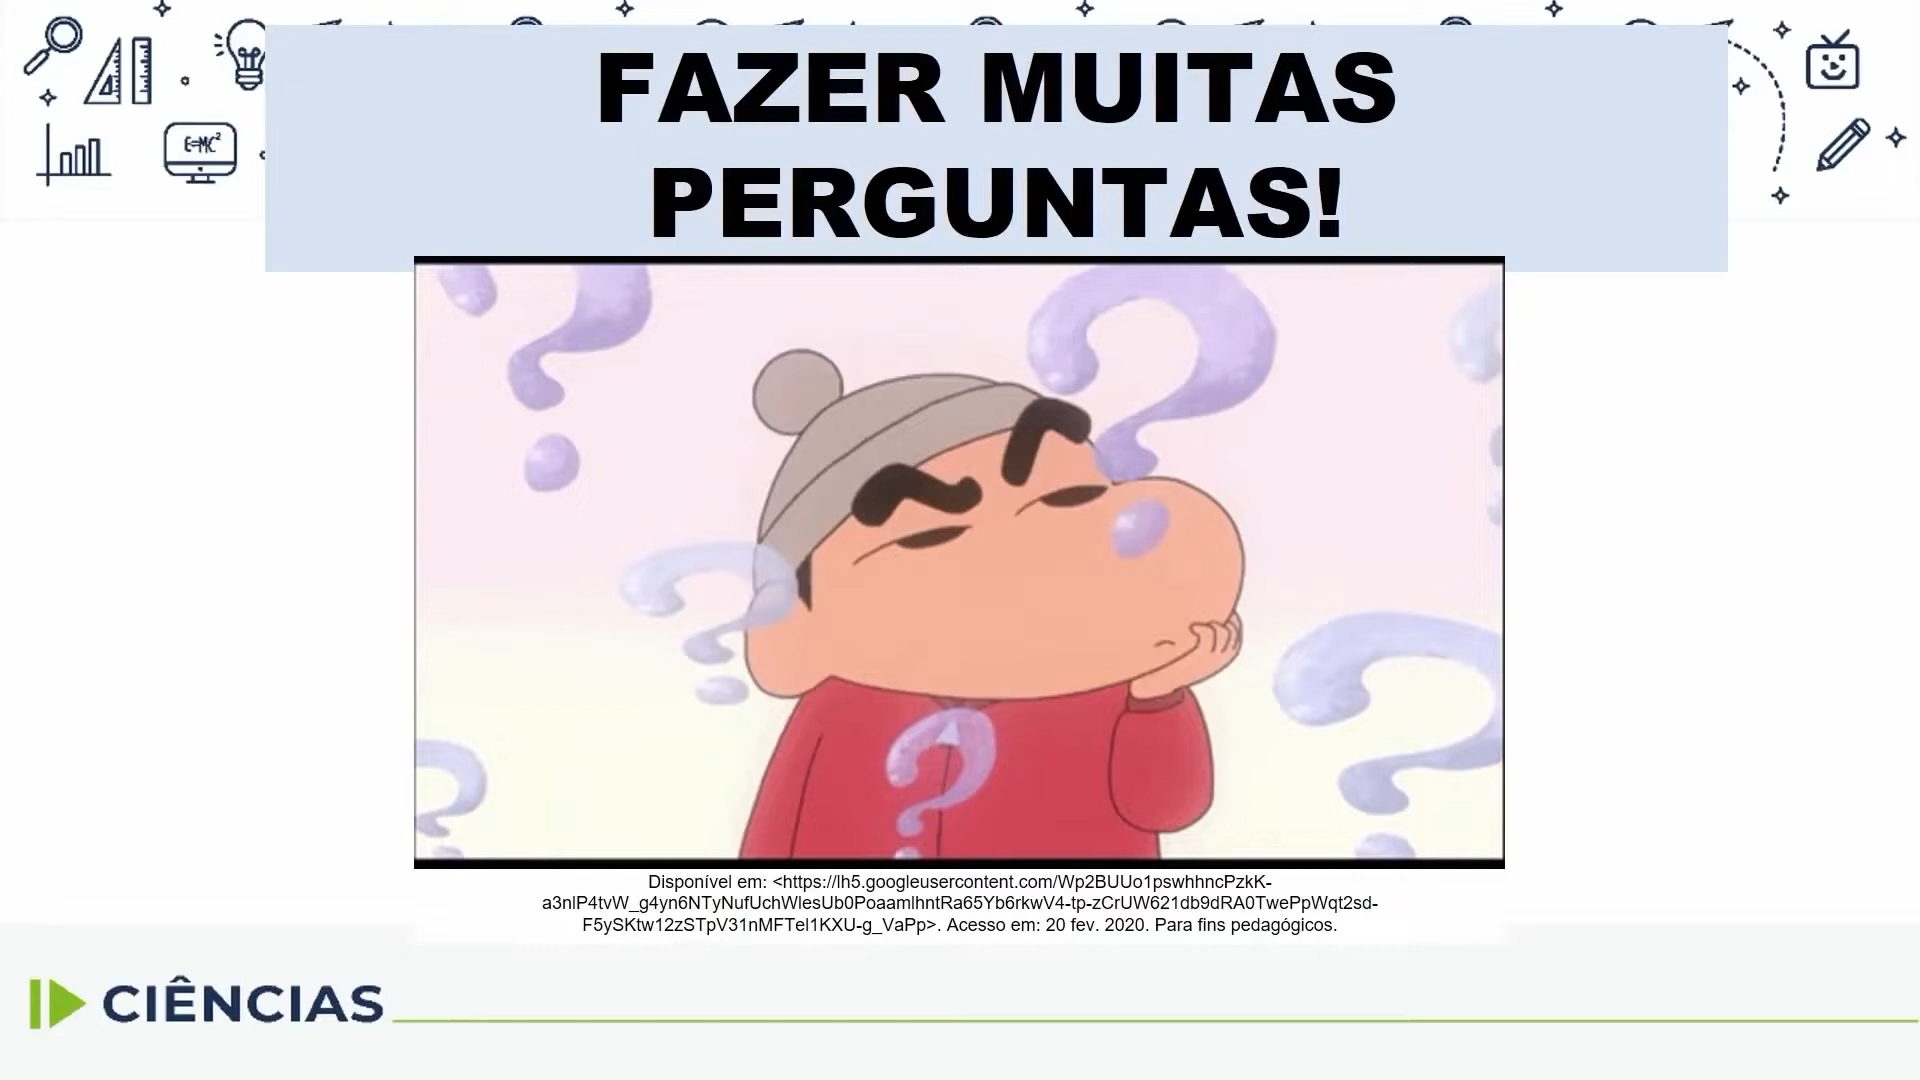 FAZER MUITAS
PERGUNTAS!
E=MC²
Disponível em: <https://lh5.googleusercontent.com/Wp2BUUo1pswhhncPzkK-
a3nlP4tvW_g4yn6NTyNufUchWlesUb0PoaamlhntRa65Yb6rkwV4-tp-zCrUW621db9dRA0TwePpWqt2sd-
F5ySKtw12zSTpV31nMFTel1KXU-g_VaPp>. Acesso em: 20 fev. 2020. Para fins pedagógicos.
CIÊNCIAS